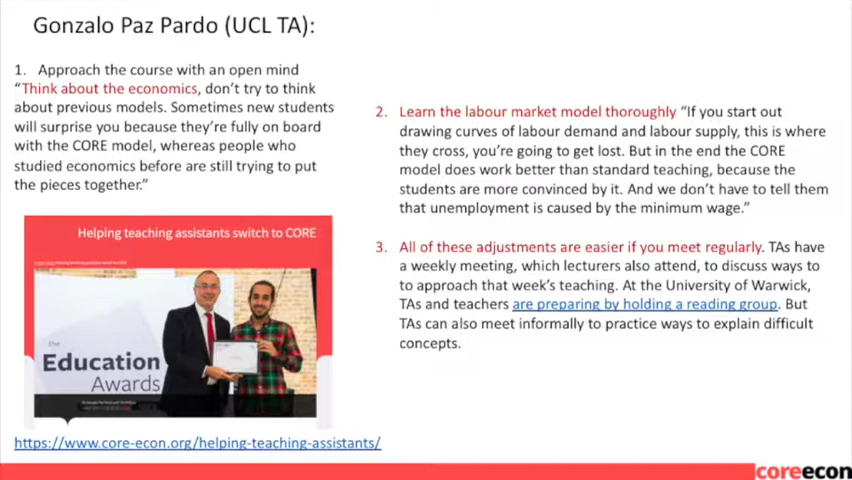 Gonzalo Paz Pardo (UCL TA):
1. Approach the course with an open mind
“Think about the economics, don’t try to think
about previous models. Sometimes new students
will surprise you because they’re fully on board
with the CORE model, whereas people who
studied economics before are still trying to put
the pieces together.”
Helping teaching assistants switch to CORE
the
Education
Awards
https://www.core-econ.org/helping-teaching-assistants/
2. Learn the labour market model thoroughly “If you start out
drawing curves of labour demand and labour supply, this is where
they cross, you’re going to get lost. But in the end the CORE
model does work better than standard teaching, because the
students are more convinced by it. And we don’t have to tell them
that unemployment is caused by the minimum wage.”
3. All of these adjustments are easier if you meet regularly. TAs have
a weekly meeting, which lecturers also attend, to discuss ways to
to approach that week’s teaching. At the University of Warwick,
TAs and teachers are preparing by holding a reading group. But
TAs can also meet informally to practice ways to explain difficult
concepts.
coreecon